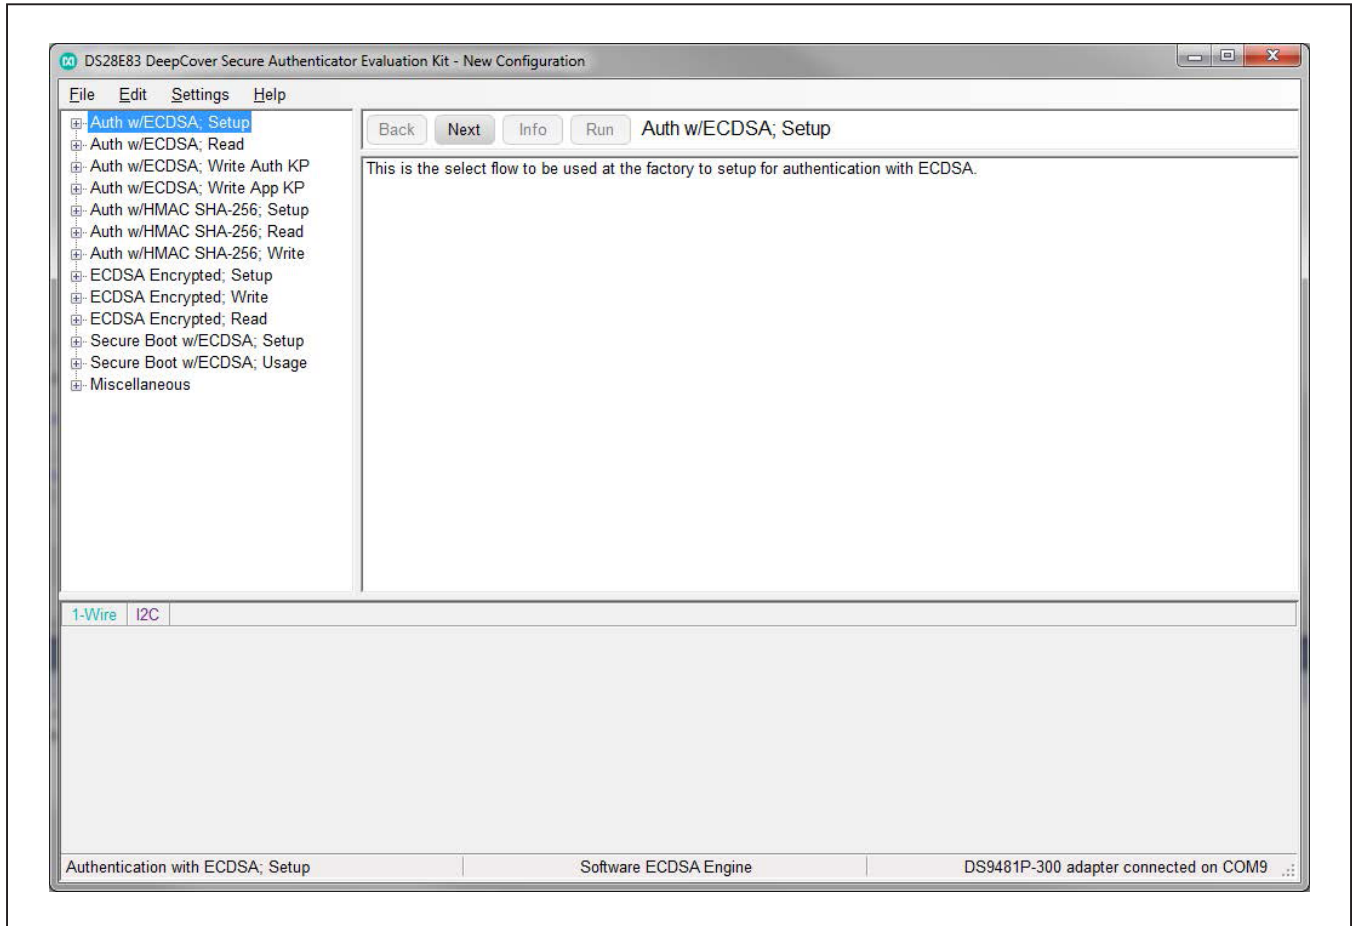 DS28E83 DeepCover Secure Authenticator Evaluation Kit - New Configuration
File Edit Settings Help
Auth w/ECDSA; Setup
Auth w/ECDSA; Read
Auth w/ECDSA; Write Auth KP
Auth w/ECDSA; Write App KP
Auth w/HMAC SHA-256; Setup
Auth w/HMAC SHA-256; Read
Auth w/HMAC SHA-256; Write
ECDSA Encrypted; Setup
ECDSA Encrypted; Write
ECDSA Encrypted; Read
Secure Boot w/ECDSA; Setup
Secure Boot w/ECDSA; Usage
Miscellaneous
Back Next Info Run Auth w/ECDSA; Setup
This is the select flow to be used at the factory to setup for authentication with ECDSA.
1-Wire I2C
Authentication with ECDSA; Setup Software ECDSA Engine DS9481P-300 adapter connected on COM9